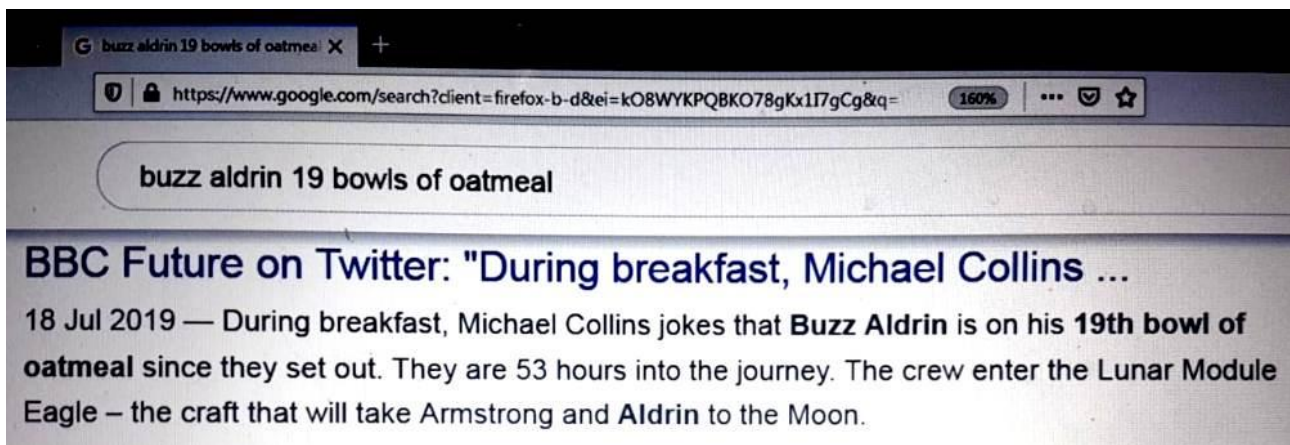 G buzz aldrin 19 bowls of oatmeal
https://www.google.com/search?client=firefox-b-d&ei=kO8WYKPQBKO78gKx1I7gCg&q= 160%
buzz aldrin 19 bowls of oatmeal
BBC Future on Twitter: "During breakfast, Michael Collins ...
18 Jul 2019 — During breakfast, Michael Collins jokes that Buzz Aldrin is on his 19th bowl of
oatmeal since they set out. They are 53 hours into the journey. The crew enter the Lunar Module
Eagle – the craft that will take Armstrong and Aldrin to the Moon.